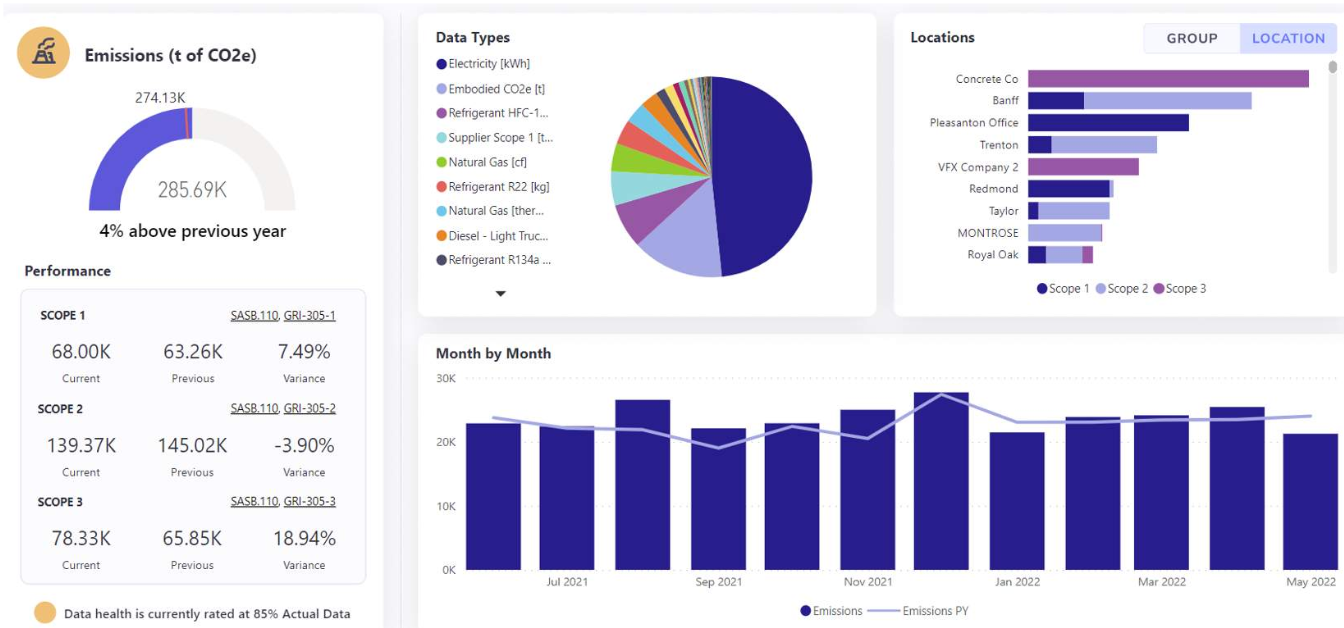 Emissions (t of CO2e)
274.13K
285.69K
4% above previous year
Performance
SCOPE 1 SASB.110, GRI-305-1
68.00K 63.26K 7.49%
Current Previous Variance
SCOPE 2 SASB.110, GRI-305-2
139.37K 145.02K -3.90%
Current Previous Variance
SCOPE 3 SASB.110, GRI-305-3
78.33K 65.85K 18.94%
Current Previous Variance
Data health is currently rated at 85% Actual Data
Data Types
Electricity [kWh]
Embodied CO2e [t]
Refrigerant HFC-1...
Supplier Scope 1 [t...
Natural Gas [cf]
Refrigerant R22 [kg]
Natural Gas [ther...
Diesel - Light Truc...
Refrigerant R134a ...
Locations GROUP LOCATION
Concrete Co
Banff
Pleasanton Office
Trenton
VFX Company 2
Redmond
Taylor
MONTROSE
Royal Oak
Scope 1 Scope 2 Scope 3
Month by Month
30K
20K
10K
0K
Jul 2021 Sep 2021 Nov 2021 Jan 2022 Mar 2022 May 2022
Emissions Emissions PY